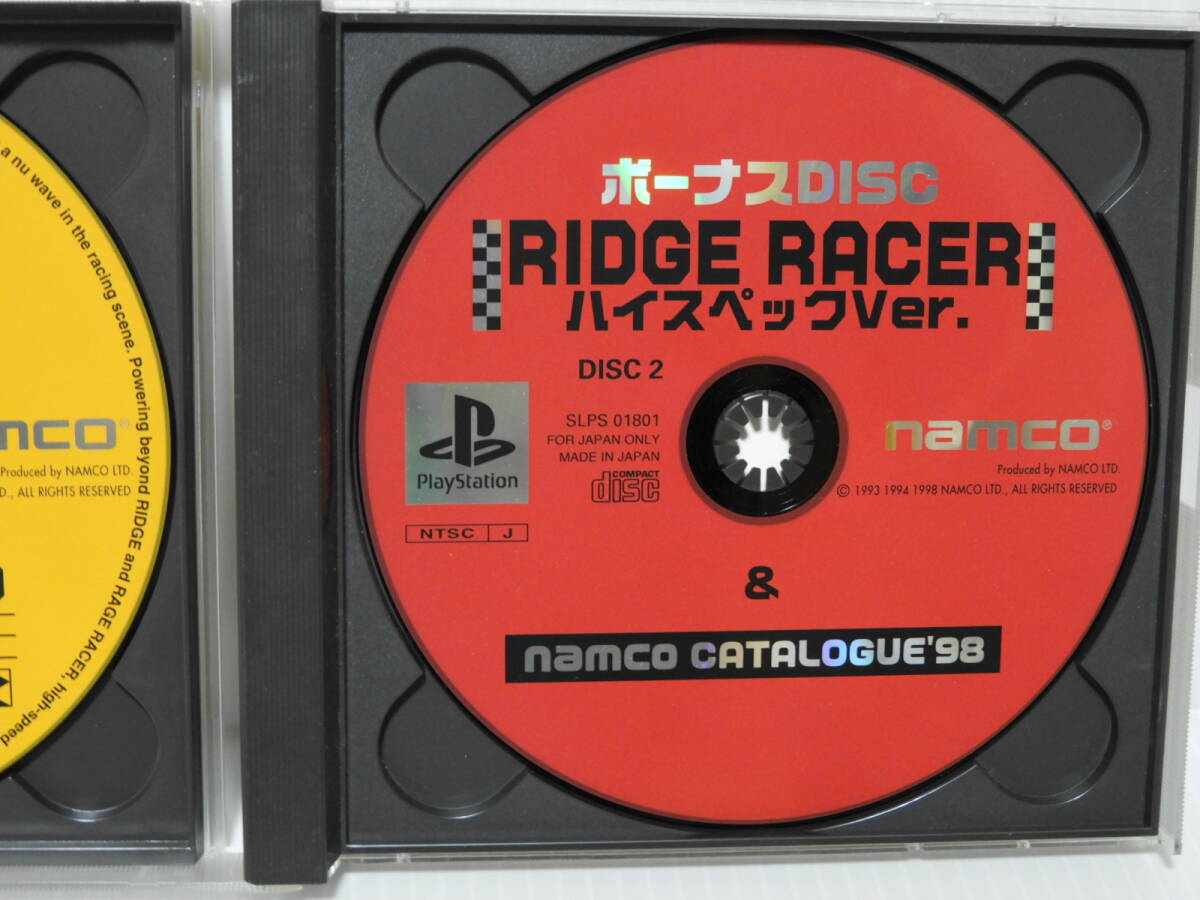 a nu wave in the racing scene. Powering beyond RIDGE and RAGE RACER, high-speed
mco®
Produced by NAMCO LTD.
D., ALL RIGHTS RESERVED
ボーナスDISC
RIDGE RACER
ハイスペックVer.
DISC 2
SLPS 01801
FOR JAPAN ONLY
MADE IN JAPAN
COMPACT
disc
PlayStation
NTSC J
namco®
Produced by NAMCO LTD.
© 1993 1994 1998 NAMCO LTD., ALL RIGHTS RESERVED
&
namco CATALOGUE'98